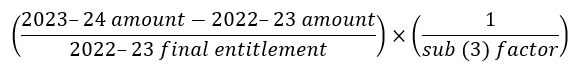 (2023–24 amount − 2022–23 amount / 2022–23 final entitlement) × (1 / sub (3) factor)